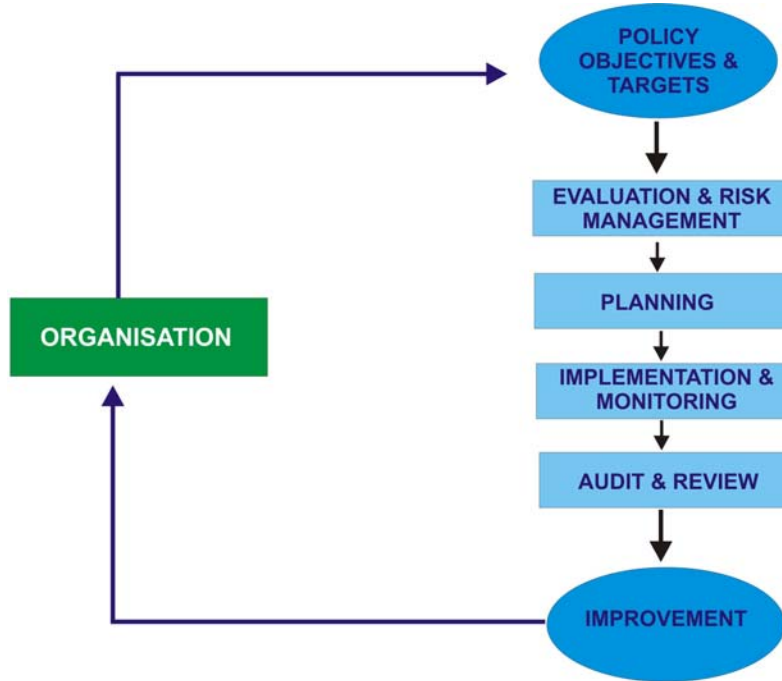 POLICY
OBJECTIVES &
TARGETS
EVALUATION & RISK
MANAGEMENT
PLANNING
ORGANISATION
IMPLEMENTATION &
MONITORING
AUDIT & REVIEW
IMPROVEMENT